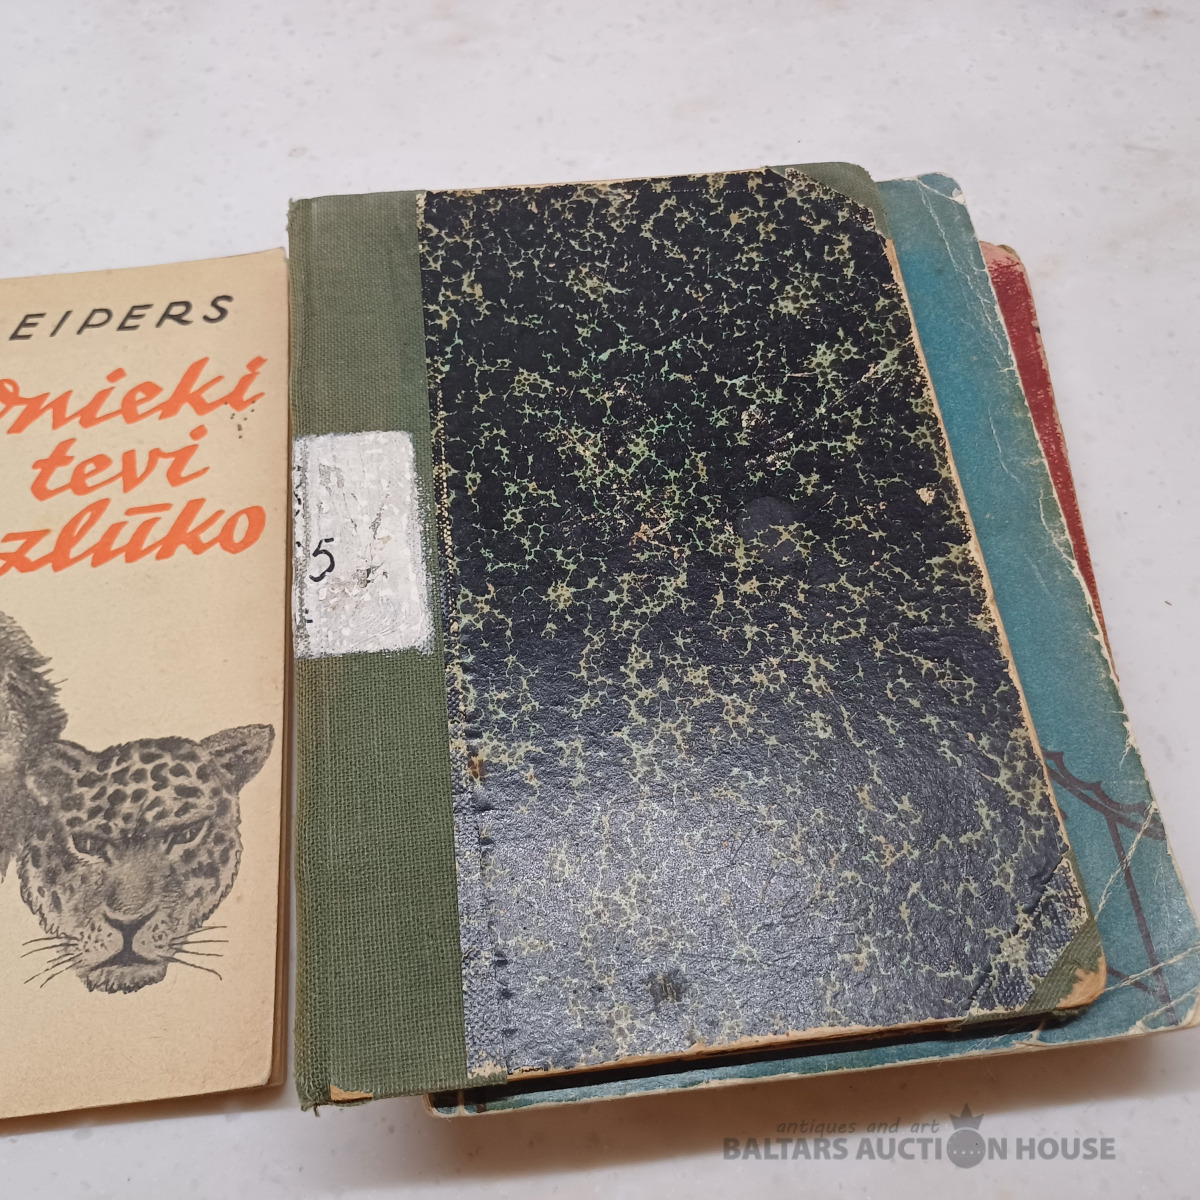 EIPERS
nieki
tevi
zlūko
5
antiques and art
BALTARS AUCTION HOUSE